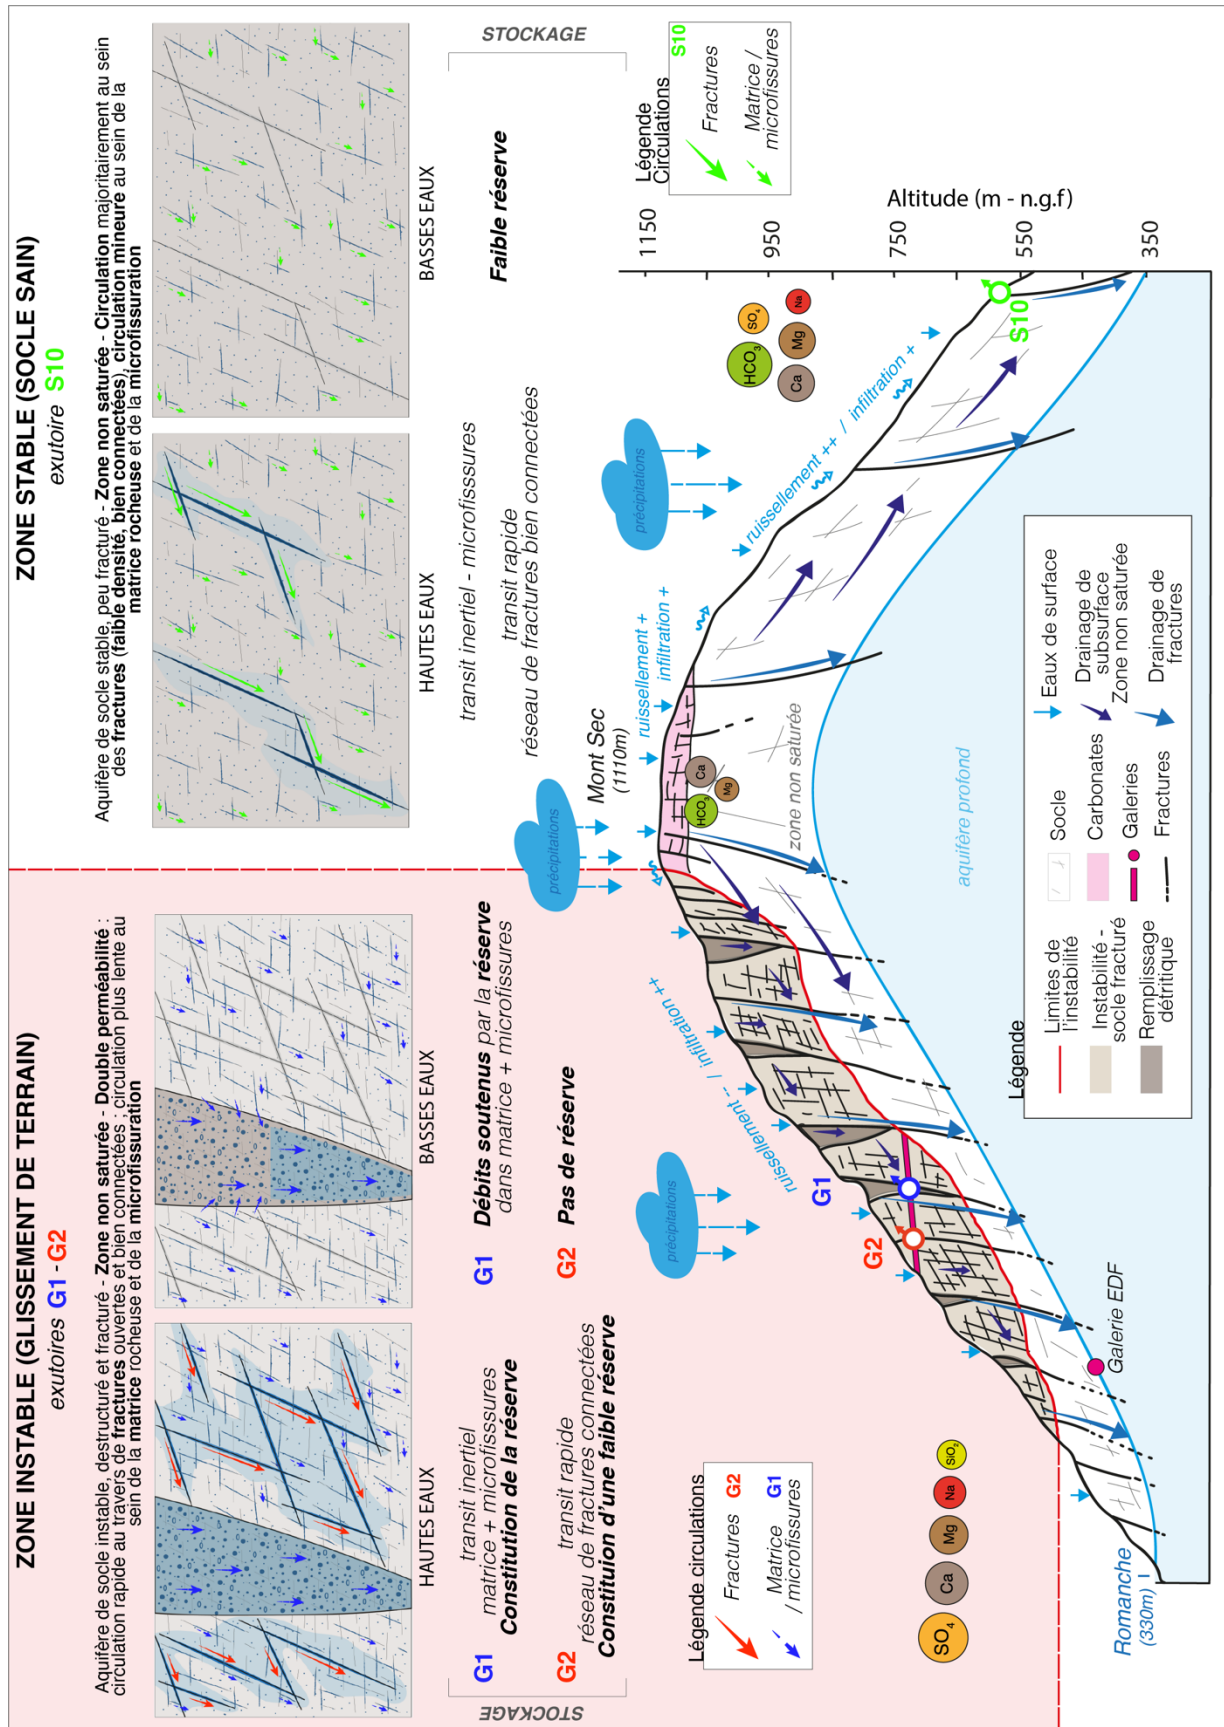 ZONE INSTABLE (GLISSEMENT DE TERRAIN)
exutoires G1 - G2
Aquifère de socle instable, destructuré et fracturé - Zone non saturée - Double perméabilité :
circulation rapide au travers de fractures ouvertes et bien connectées ; circulation plus lente au
sein de la matrice rocheuse et de la microfissuration
HAUTES EAUX
BASSES EAUX
STOCKAGE
G1
transit inertiel
matrice + microfisssures
Constitution de la réserve
G2
transit rapide
réseau de fractures connectées
Constitution d'une faible réserve
G1
Débits soutenus par la réserve
dans matrice + microfissures
G2
Pas de réserve
ZONE STABLE (SOCLE SAIN)
exutoire S10
Aquifère de socle stable, peu fracturé - Zone non saturée - Circulation majoritairement au sein
des fractures (faible densité, bien connectées), circulation mineure au sein de la
matrice rocheuse et de la microfissuration
HAUTES EAUX
BASSES EAUX
transit inertiel - microfisssures
transit rapide
réseau de fractures bien connectées
Faible réserve
STOCKAGE
Légende circulations
Fractures G2
Matrice G1
/ microfissures
Légende
Circulations
S10
Fractures
Matrice /
microfissures
précipitations
précipitations
précipitations
Mont Sec
(1110m)
ruissellement -- / infiltration ++
ruissellement +
infiltration +
ruissellement ++ / infiltration +
SO4
Ca
Mg
Na
SiO2
HCO3
Ca
Mg
HCO3
SO4
Ca
Mg
Na
G2
G1
S10
zone non saturée
aquifère profond
Galerie EDF
Romanche
(330m)
Altitude (m - n.g.f)
1150
950
750
550
350
Légende
Limites de
l'instabilité
Instabilité -
socle fracturé
Remplissage
détritique
Socle
Carbonates
Galeries
Fractures
Eaux de surface
Drainage de
subsurface
Zone non saturée
Drainage de
fractures